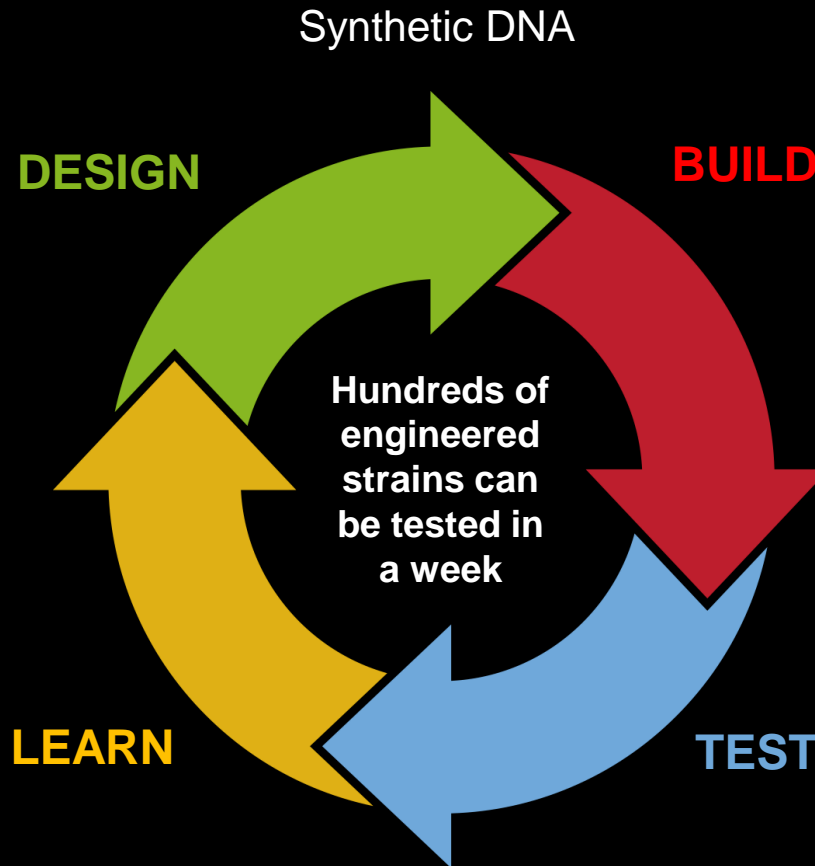 Synthetic DNA
DESIGN
BUILD
Hundreds of
engineered
strains can
be tested in
a week
LEARN
TEST